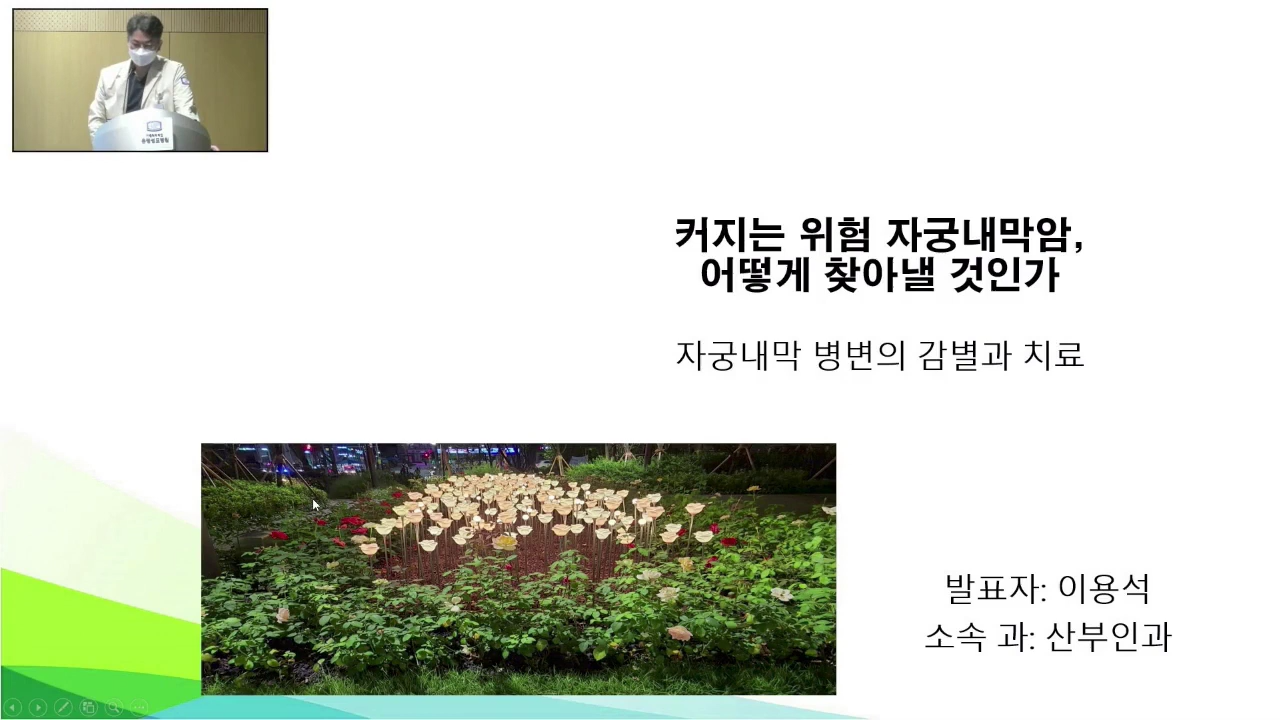 커지는 위험 자궁내막암,
어떻게 찾아낼 것인가
자궁내막 병변의 감별과 치료
발표자: 이용석
소속 과: 산부인과